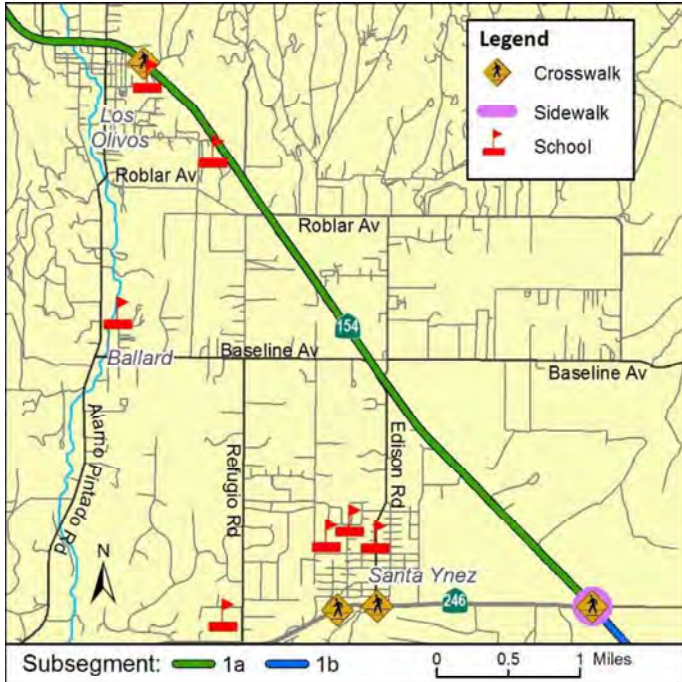 Legend
Crosswalk
Sidewalk
School
Los
Olivos
Roblar Av
Roblar Av
154
Ballard
Baseline Av
Baseline Av
Alamo Pintado Rd
Refugio Rd
Edison Rd
N
Santa Ynez
246
Subsegment: 1a 1b
0 0.5 1 Miles